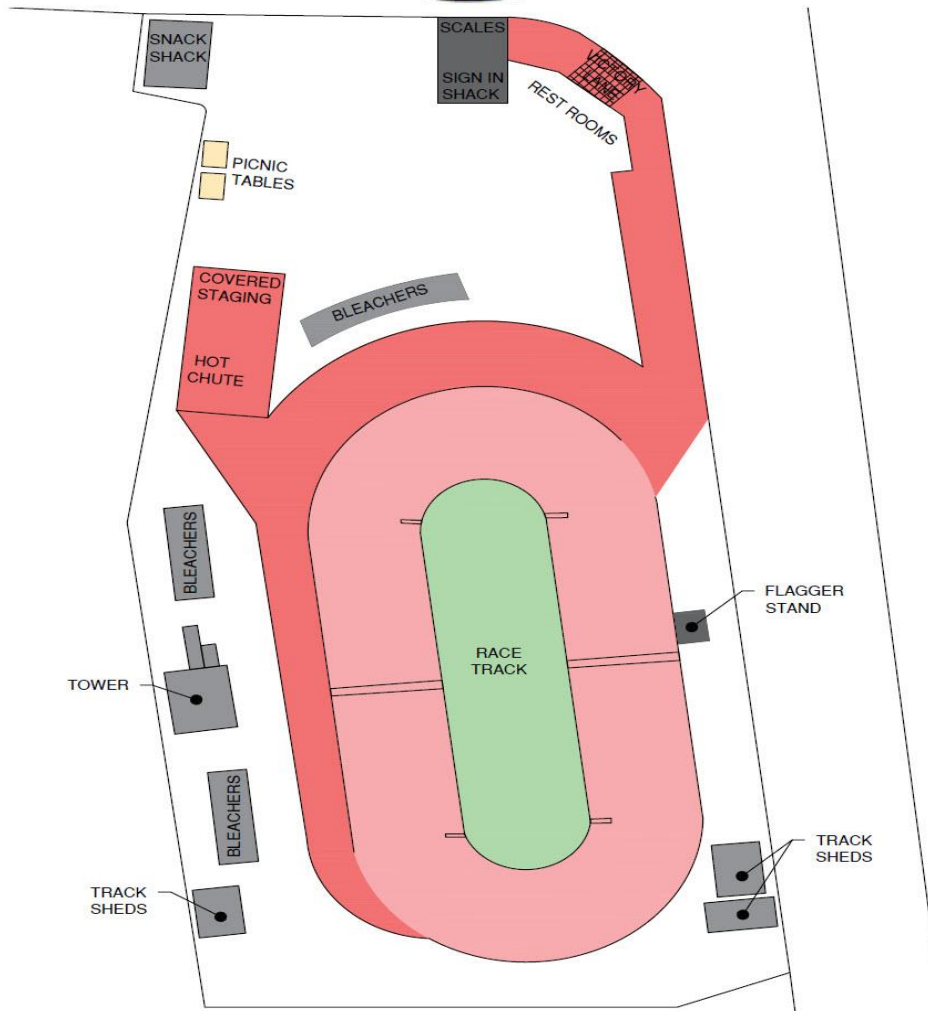 SNACK
SHACK
SCALES
SIGN IN
SHACK
VICTORY
LANE
REST ROOMS
PICNIC
TABLES
COVERED
STAGING
HOT
CHUTE
BLEACHERS
BLEACHERS
FLAGGER
STAND
RACE
TRACK
TOWER
BLEACHERS
TRACK
SHEDS
TRACK
SHEDS